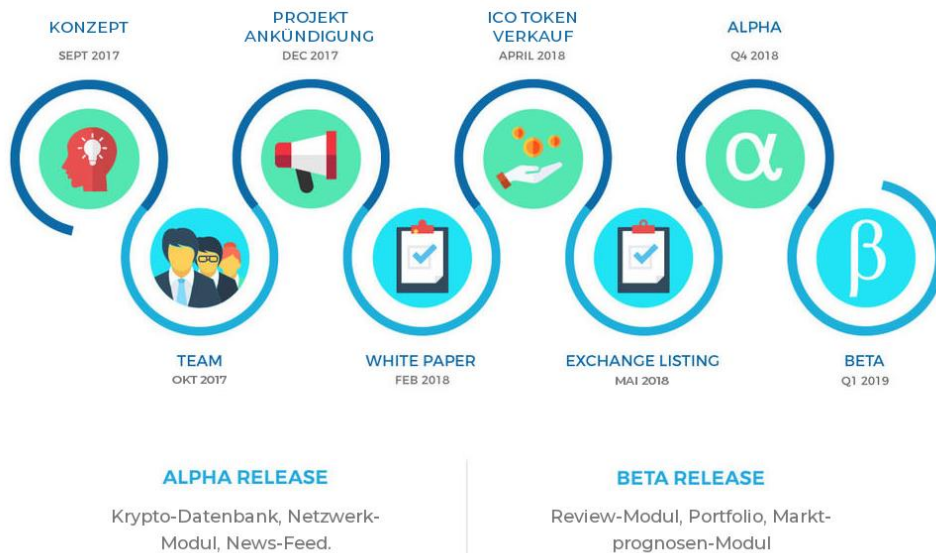 KONZEPT
SEPT 2017
PROJEKT
ANKÜNDIGUNG
DEC 2017
ICO TOKEN
VERKAUF
APRIL 2018
ALPHA
Q4 2018
α
β
TEAM
OKT 2017
WHITE PAPER
FEB 2018
EXCHANGE LISTING
MAI 2018
BETA
Q1 2019
ALPHA RELEASE
Krypto-Datenbank, Netzwerk-
Modul, News-Feed.
BETA RELEASE
Review-Modul, Portfolio, Markt-
prognosen-Modul